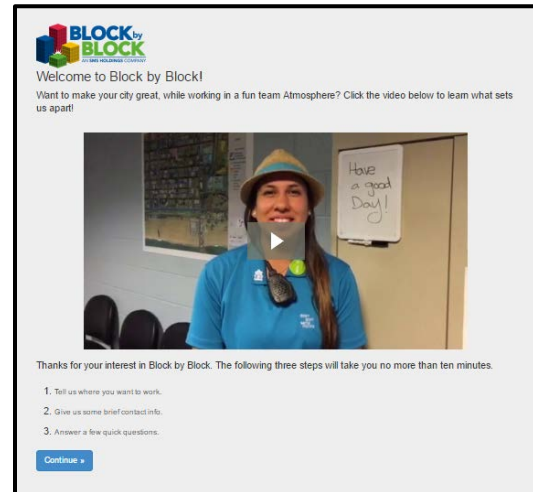 BLOCK by
BLOCK
AN SMS HOLDINGS COMPANY
Welcome to Block by Block!
Want to make your city great, while working in a fun team Atmosphere? Click the video below to learn what sets
us apart!
Have
a good
Day!
Thanks for your interest in Block by Block. The following three steps will take you no more than ten minutes.
1. Tell us where you want to work.
2. Give us some brief contact info.
3. Answer a few quick questions.
Continue »